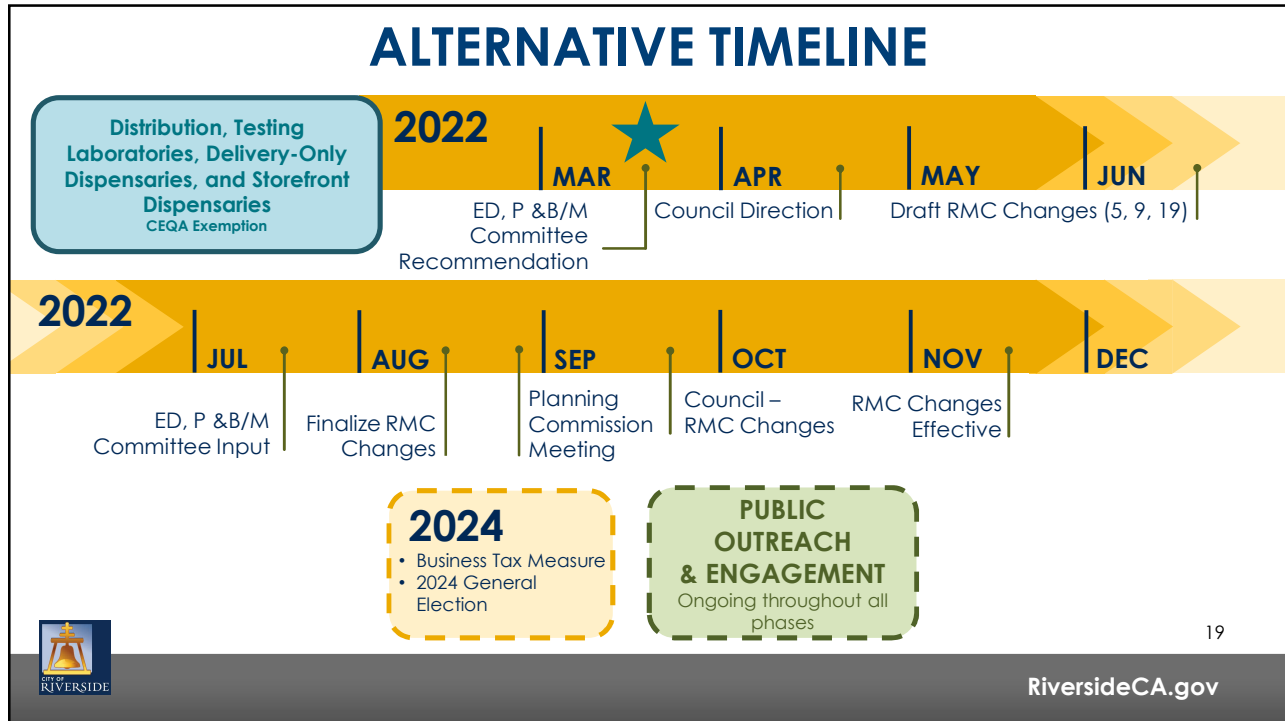 ALTERNATIVE TIMELINE
Distribution, Testing
Laboratories, Delivery-Only
Dispensaries, and Storefront
Dispensaries
CEQA Exemption
2022
MAR
APR
MAY
JUN
ED, P &B/M
Committee
Recommendation
Council Direction
Draft RMC Changes (5, 9, 19)
2022
JUL
AUG
SEP
OCT
NOV
DEC
ED, P &B/M
Committee Input
Finalize RMC
Changes
Planning
Commission
Meeting
Council –
RMC Changes
RMC Changes
Effective
2024
• Business Tax Measure
• 2024 General
Election
PUBLIC
OUTREACH
& ENGAGEMENT
Ongoing throughout all
phases
19
CITY OF
RIVERSIDE
RiversideCA.gov